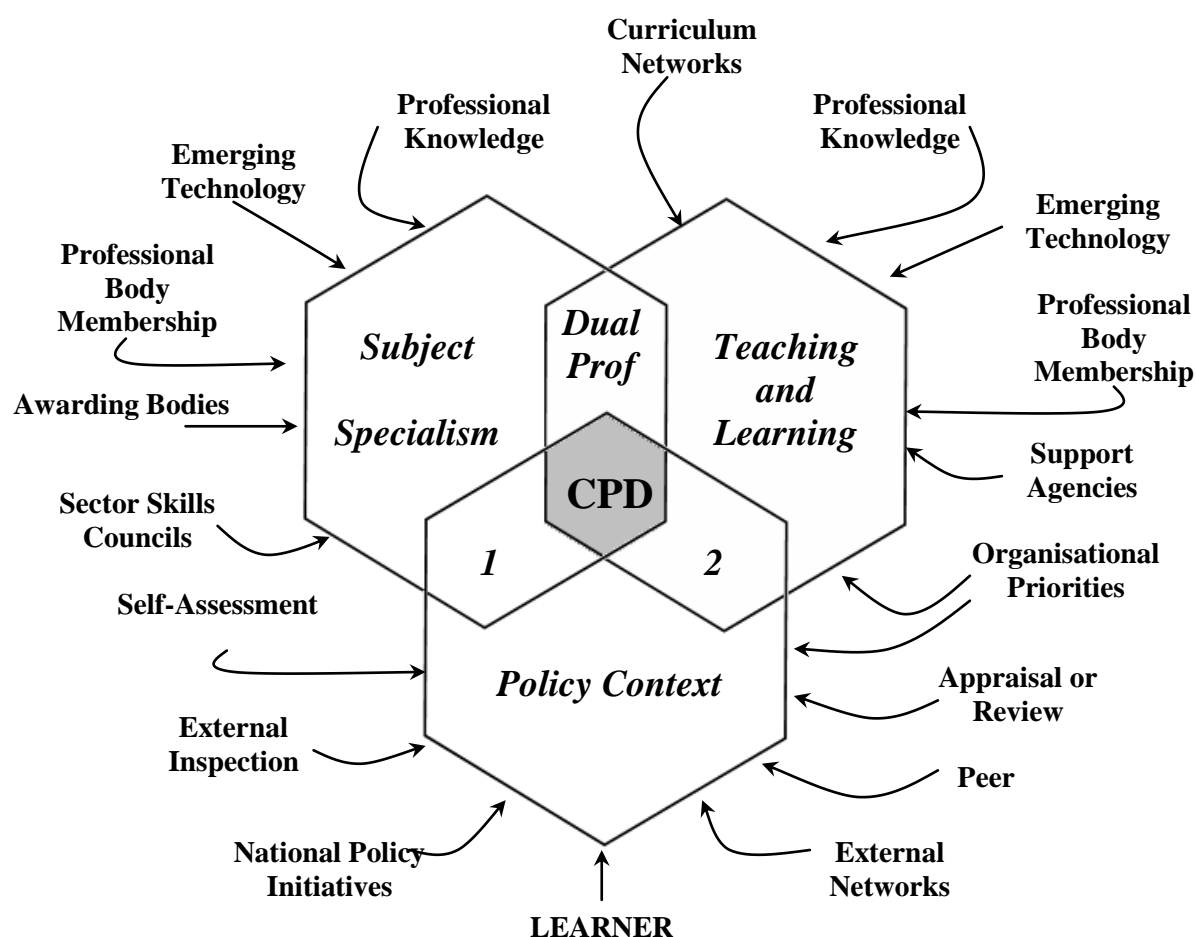 Curriculum
Networks
Professional
Knowledge
Professional
Knowledge
Emerging
Technology
Emerging
Technology
Professional
Body
Membership
Professional
Body
Membership
Subject
Specialism
Dual
Prof
Teaching
and
Learning
Awarding Bodies
Support
Agencies
CPD
Sector Skills
Councils
1
2
Organisational
Priorities
Self-Assessment
Policy Context
Appraisal or
Review
External
Inspection
Peer
National Policy
Initiatives
External
Networks
LEARNER